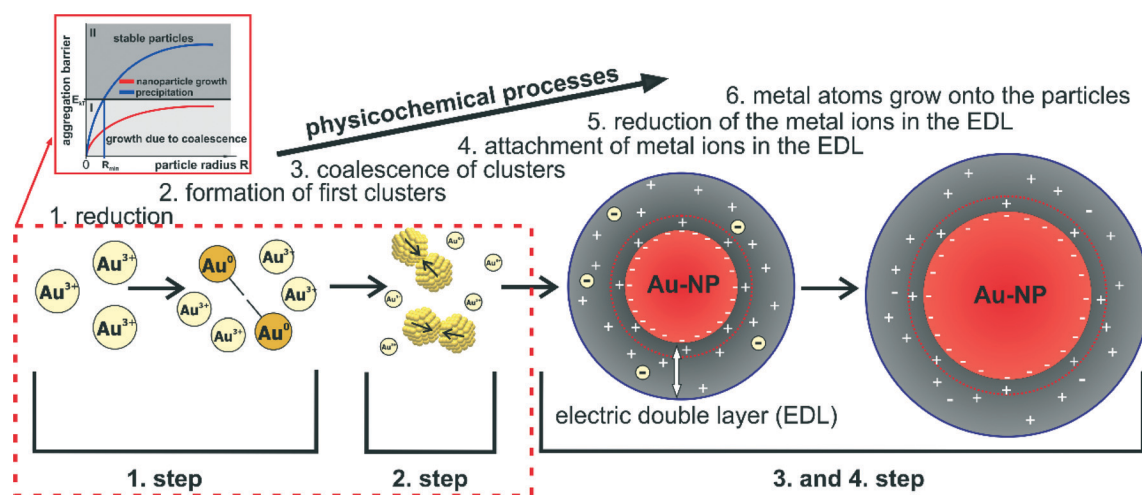 II
stable particles
nanoparticle growth
precipitation
I
growth due to coalescence
aggregation barrier
0
R_min
particle radius R
physicochemical processes
6. metal atoms grow onto the particles
5. reduction of the metal ions in the EDL
4. attachment of metal ions in the EDL
3. coalescence of clusters
2. formation of first clusters
1. reduction
Au³⁺
Au³⁺
Au³⁺
Au⁰
Au³⁺
Au³⁺
Au³⁺
Au³⁺
Au⁰
Au-NP
Au-NP
electric double layer (EDL)
1. step
2. step
3. and 4. step